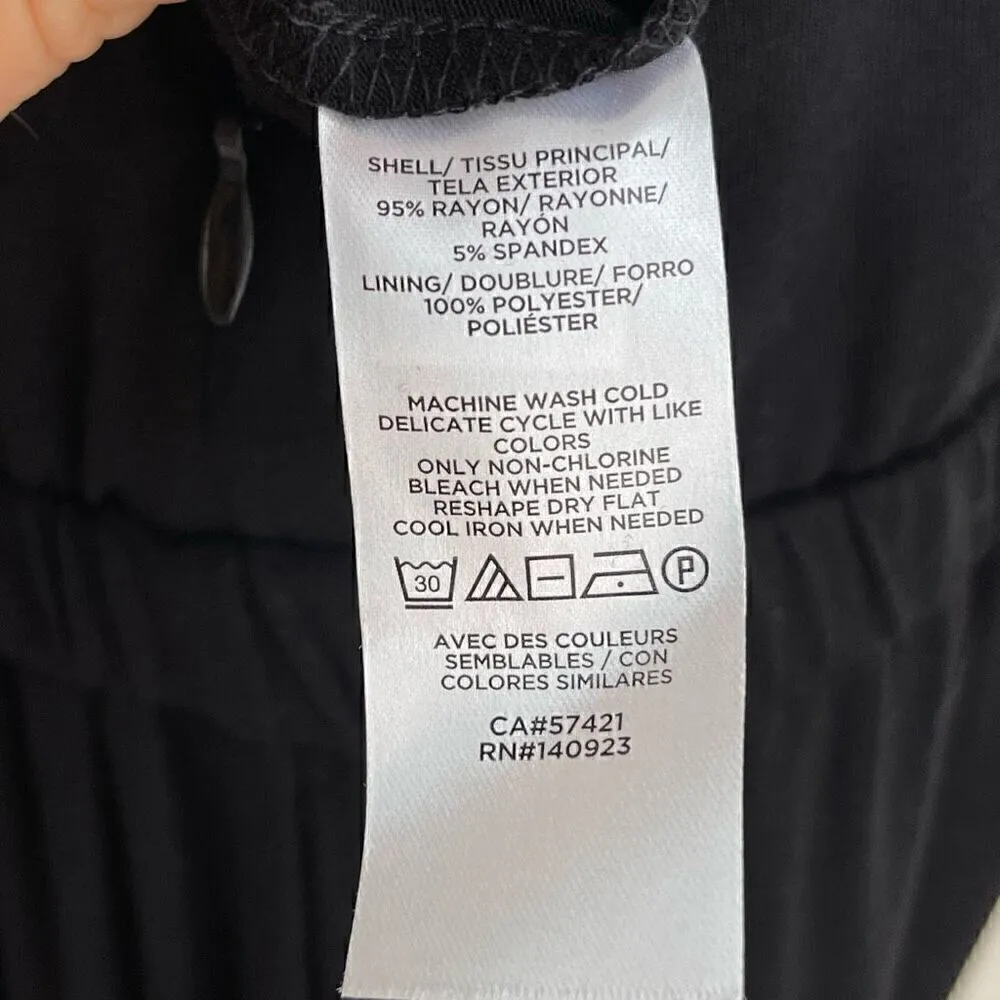 SHELL/ TISSU PRINCIPAL/
TELA EXTERIOR
95% RAYON/ RAYONNE/
RAYÓN
5% SPANDEX
LINING/ DOUBLURE/ FORRO
100% POLYESTER/
POLIÉSTER
MACHINE WASH COLD
DELICATE CYCLE WITH LIKE
COLORS
ONLY NON-CHLORINE
BLEACH WHEN NEEDED
RESHAPE DRY FLAT
COOL IRON WHEN NEEDED
30 P
AVEC DES COULEURS
SEMBLABLES / CON
COLORES SIMILARES
CA#57421
RN#140923